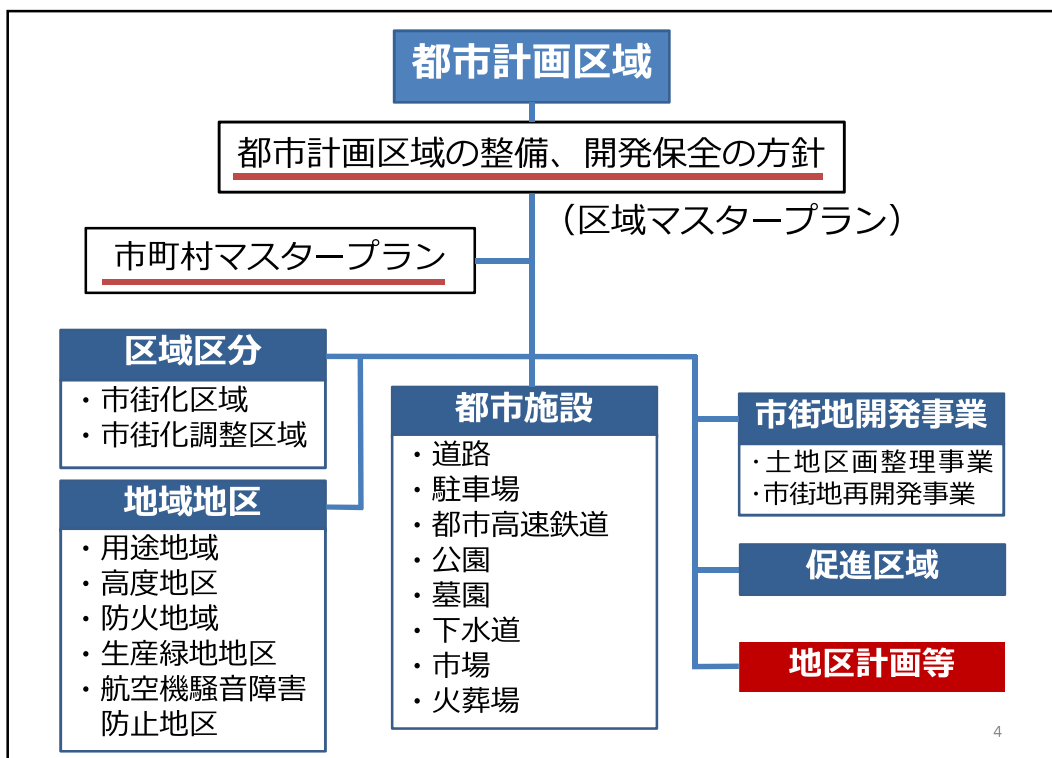 都市計画区域
都市計画区域の整備、開発保全の方針
（区域マスタープラン）
市町村マスタープラン
区域区分
・市街化区域
・市街化調整区域
地域地区
・用途地域
・高度地区
・防火地域
・生産緑地地区
・航空機騒音障害
防止地区
都市施設
・道路
・駐車場
・都市高速鉄道
・公園
・墓園
・下水道
・市場
・火葬場
市街地開発事業
・土地区画整理事業
・市街地再開発事業
促進区域
地区計画等
4